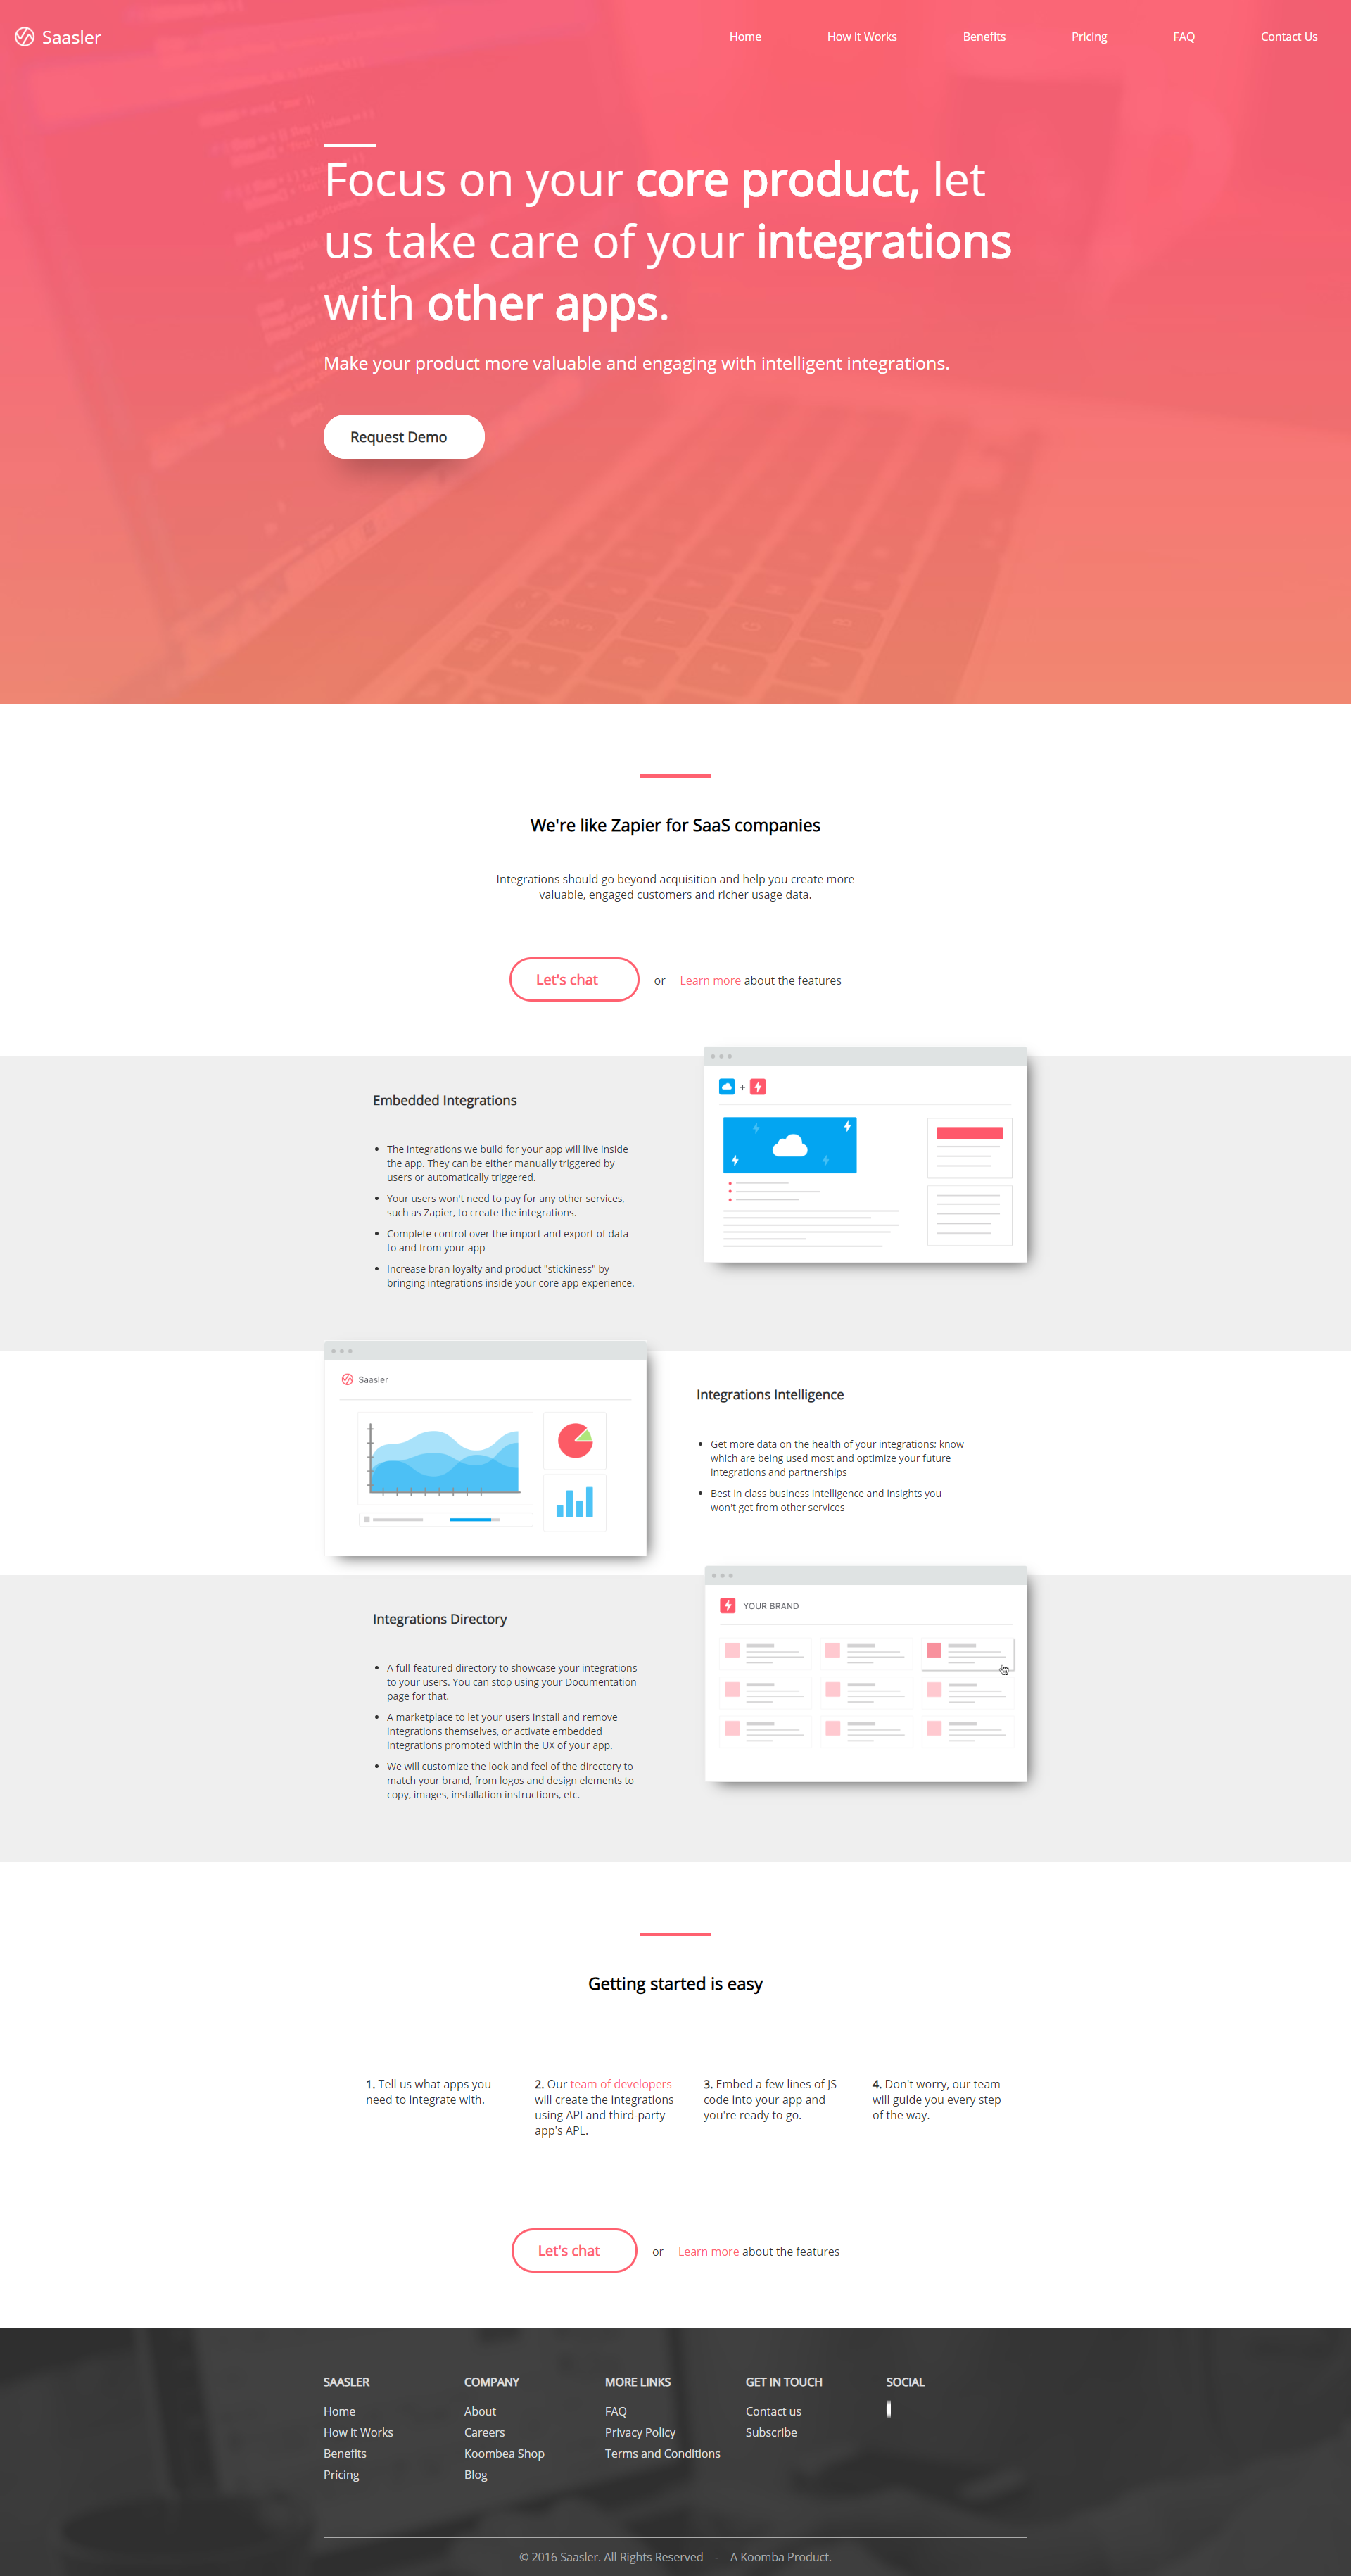 Saasler
Home How it Works Benefits Pricing FAQ Contact Us
Focus on your core product, let
us take care of your integrations
with other apps.
Make your product more valuable and engaging with intelligent integrations.
Request Demo
We're like Zapier for SaaS companies
Integrations should go beyond acquisition and help you create more
valuable, engaged customers and richer usage data.
Let's chat or Learn more about the features
Embedded Integrations
• The integrations we build for your app will live inside
the app. They can be either manually triggered by
users or automatically triggered.
• Your users won't need to pay for any other services,
such as Zapier, to create the integrations.
• Complete control over the import and export of data
to and from your app
• Increase bran loyalty and product "stickiness" by
bringing integrations inside your core app experience.
+
Saasler
Integrations Intelligence
• Get more data on the health of your integrations; know
which are being used most and optimize your future
integrations and partnerships
• Best in class business intelligence and insights you
won't get from other services
Integrations Directory
• A full-featured directory to showcase your integrations
to your users. You can stop using your Documentation
page for that.
• A marketplace to let your users install and remove
integrations themselves, or activate embedded
integrations promoted within the UX of your app.
• We will customize the look and feel of the directory to
match your brand, from logos and design elements to
copy, images, installation instructions, etc.
YOUR BRAND
Getting started is easy
1. Tell us what apps you
need to integrate with.
2. Our team of developers
will create the integrations
using API and third-party
app's APL.
3. Embed a few lines of JS
code into your app and
you're ready to go.
4. Don't worry, our team
will guide you every step
of the way.
Let's chat or Learn more about the features
SAASLER
Home
How it Works
Benefits
Pricing
COMPANY
About
Careers
Koombea Shop
Blog
MORE LINKS
FAQ
Privacy Policy
Terms and Conditions
GET IN TOUCH
Contact us
Subscribe
SOCIAL
© 2016 Saasler. All Rights Reserved - A Koomba Product.